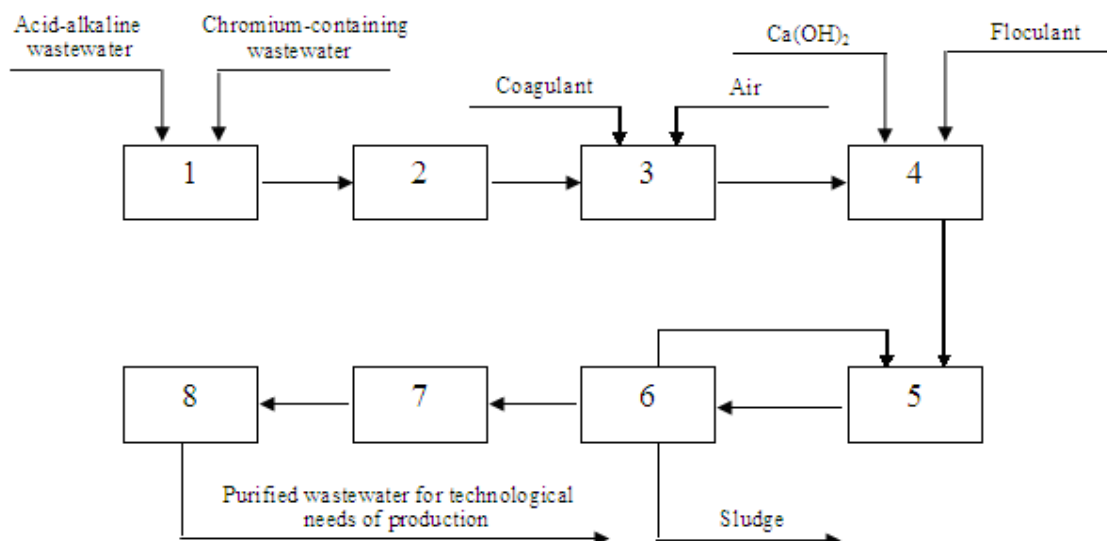 Acid-alkaline
wastewater
Chromium-containing
wastewater
Ca(OH)₂
Floculant
Coagulant
Air
1
2
3
4
8
7
6
5
Purified wastewater for technological
needs of production
Sludge